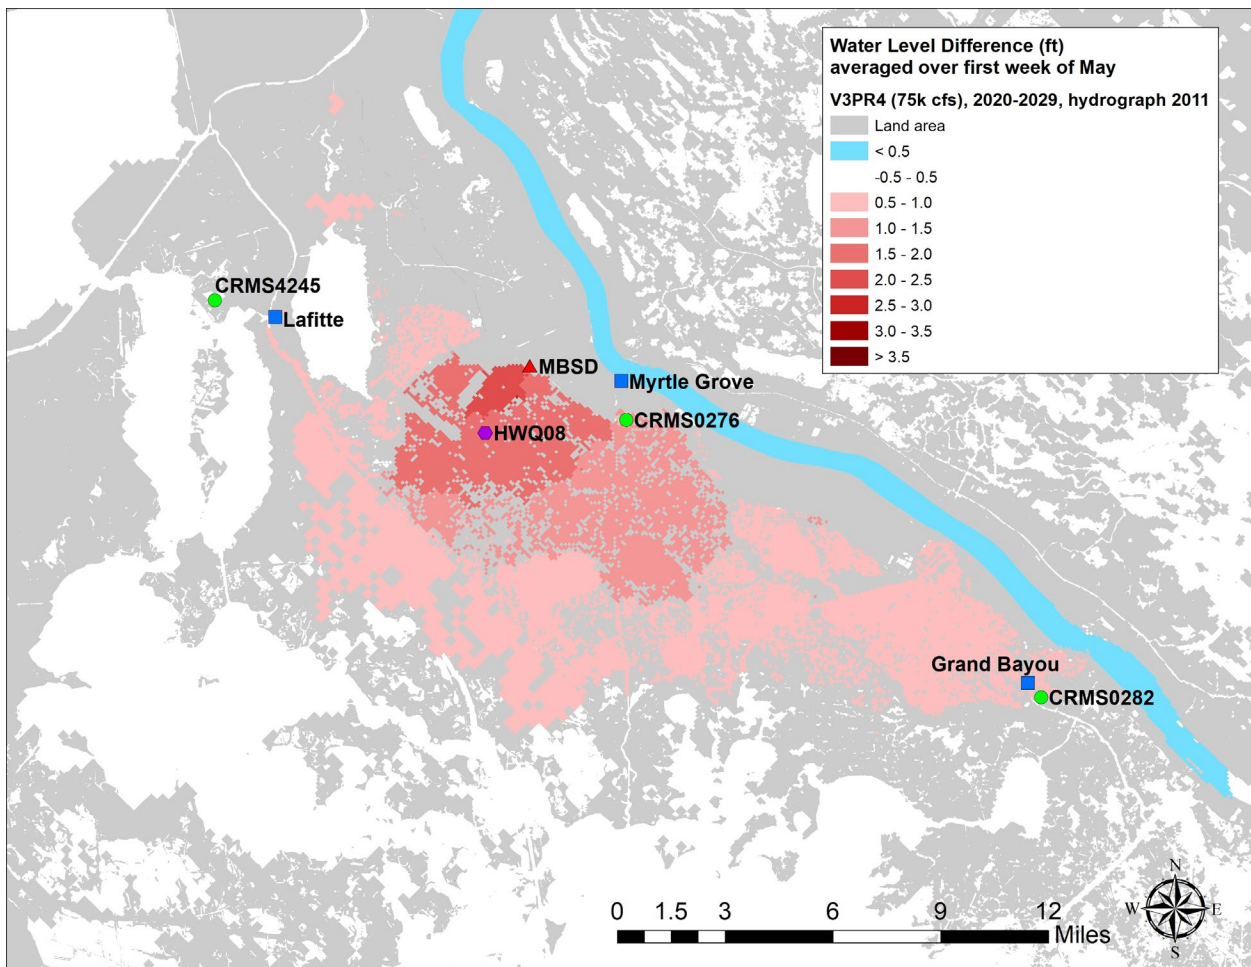 Water Level Difference (ft)
averaged over first week of May
V3PR4 (75k cfs), 2020-2029, hydrograph 2011
Land area
< 0.5
-0.5 - 0.5
0.5 - 1.0
1.0 - 1.5
1.5 - 2.0
2.0 - 2.5
2.5 - 3.0
3.0 - 3.5
> 3.5
CRMS4245
Lafitte
MBSD
Myrtle Grove
CRMS0276
HWQ08
Grand Bayou
CRMS0282
N
W E
S
0 1.5 3 6 9 12
Miles